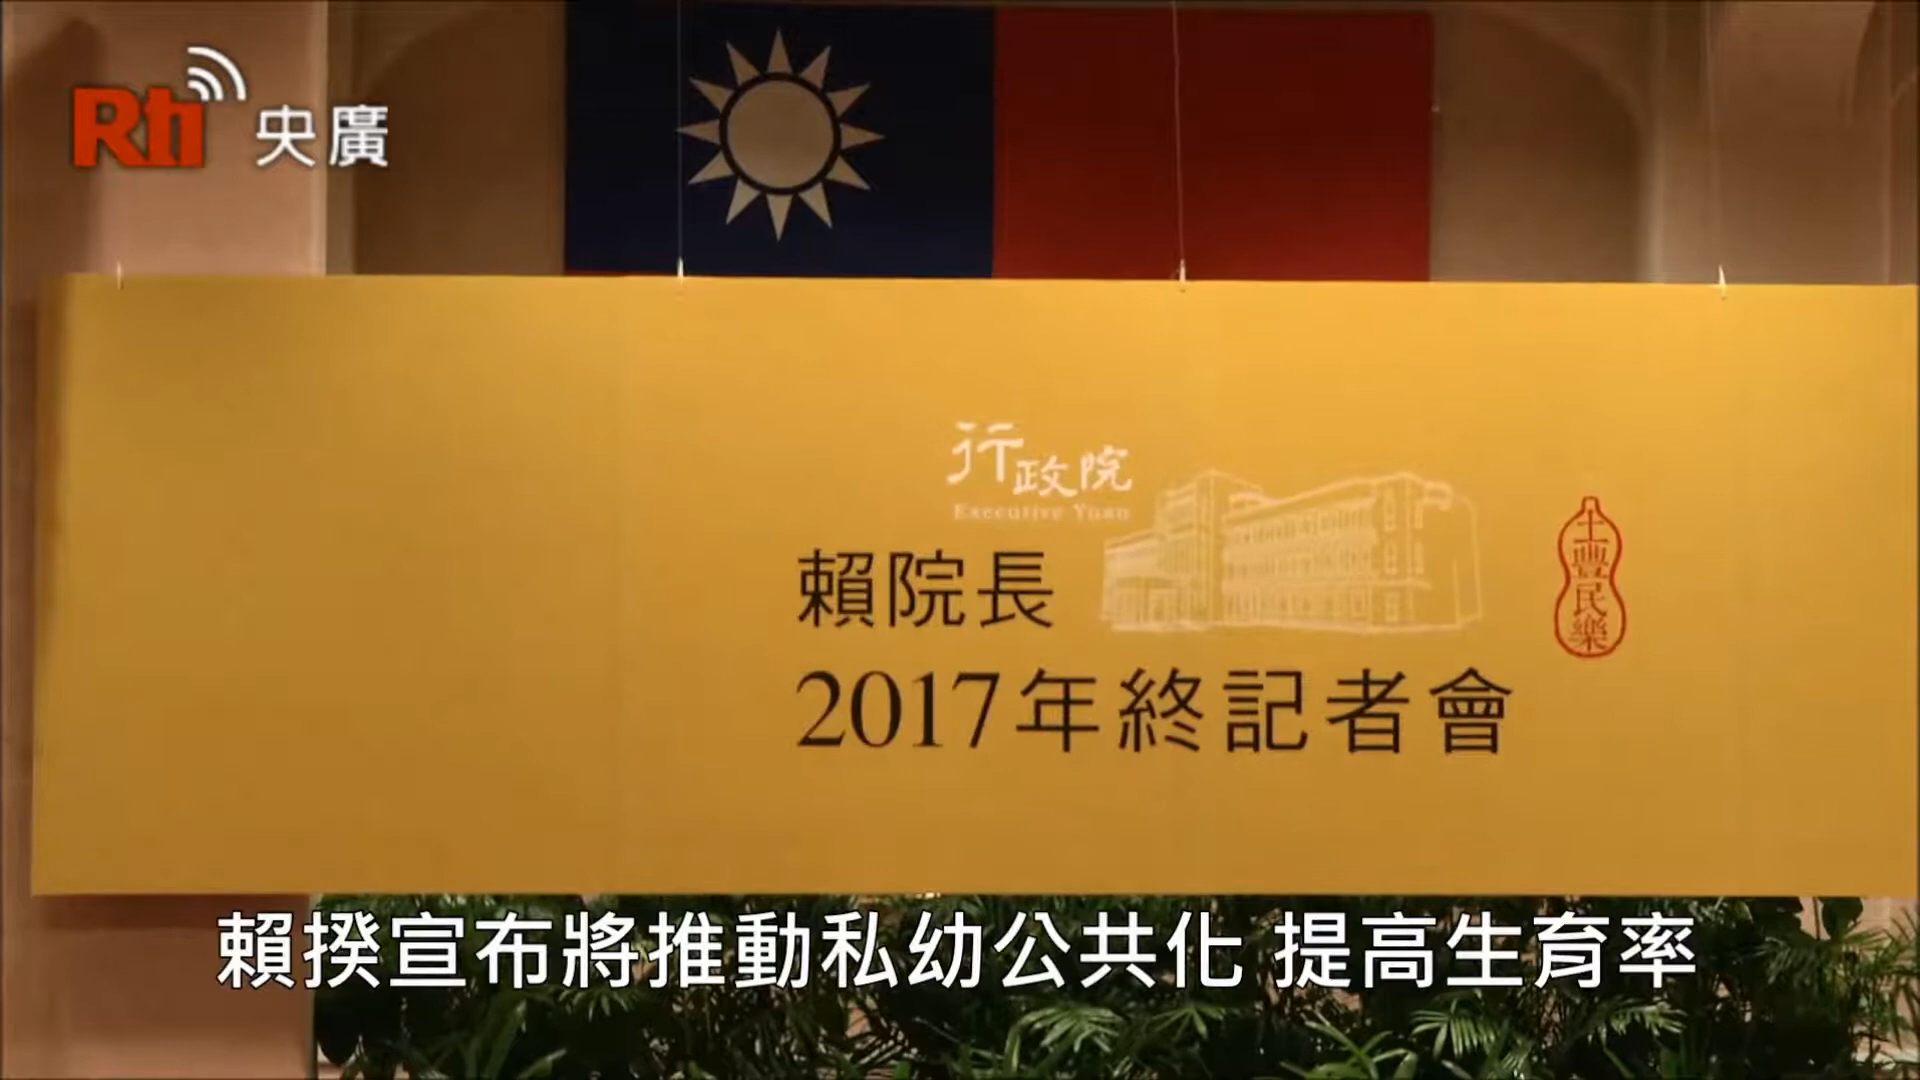 Rti 央廣
行政院
Executive Yuan
賴院長
2017年終記者會
土豐民樂
賴揆宣布將推動私幼公共化 提高生育率